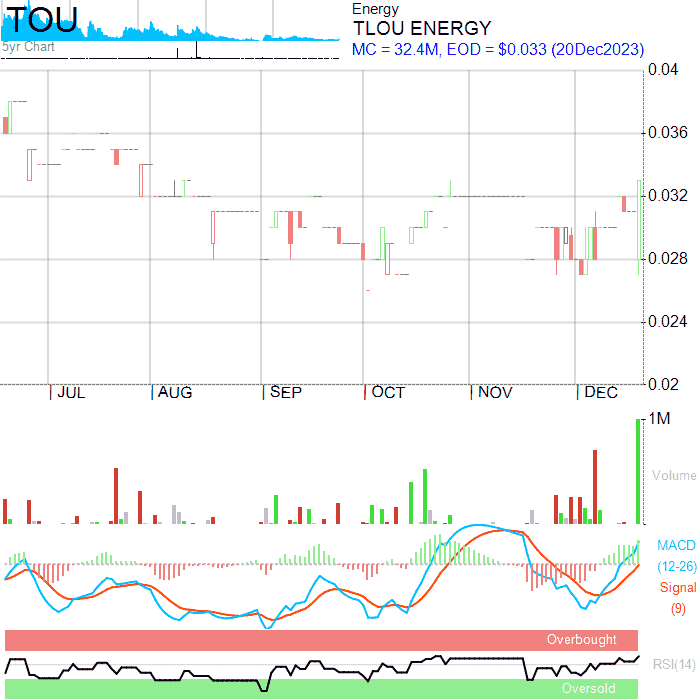 TOU
5yr Chart
Energy
TLOU ENERGY
MC = 32.4M, EOD = $0.033 (20Dec2023)
0.04
0.036
0.032
0.028
0.024
0.02
JUL AUG SEP OCT NOV DEC
1M
Volume
MACD
(12-26)
Signal
(9)
Overbought
RSI(14)
Oversold